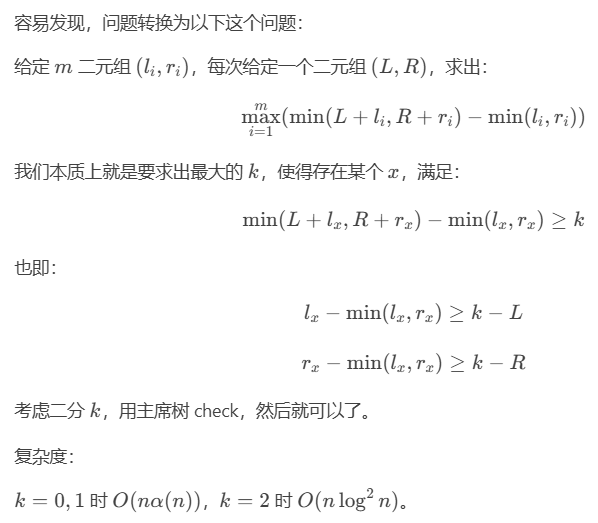 容易发现，问题转换为以下这个问题：
给定 m 二元组 (l_i, r_i)，每次给定一个二元组 (L, R)，求出：
\max_{i=1}^{m}(\min(L + l_i, R + r_i) − \min(l_i, r_i))
我们本质上就是要求出最大的 k，使得存在某个 x，满足：
\min(L + l_x, R + r_x) − \min(l_x, r_x) ≥ k
也即：
l_x − \min(l_x, r_x) ≥ k − L
r_x − \min(l_x, r_x) ≥ k − R
考虑二分 k，用主席树 check，然后就可以了。
复杂度：
k = 0, 1 时 O(nα(n))，k = 2 时 O(n log² n)。